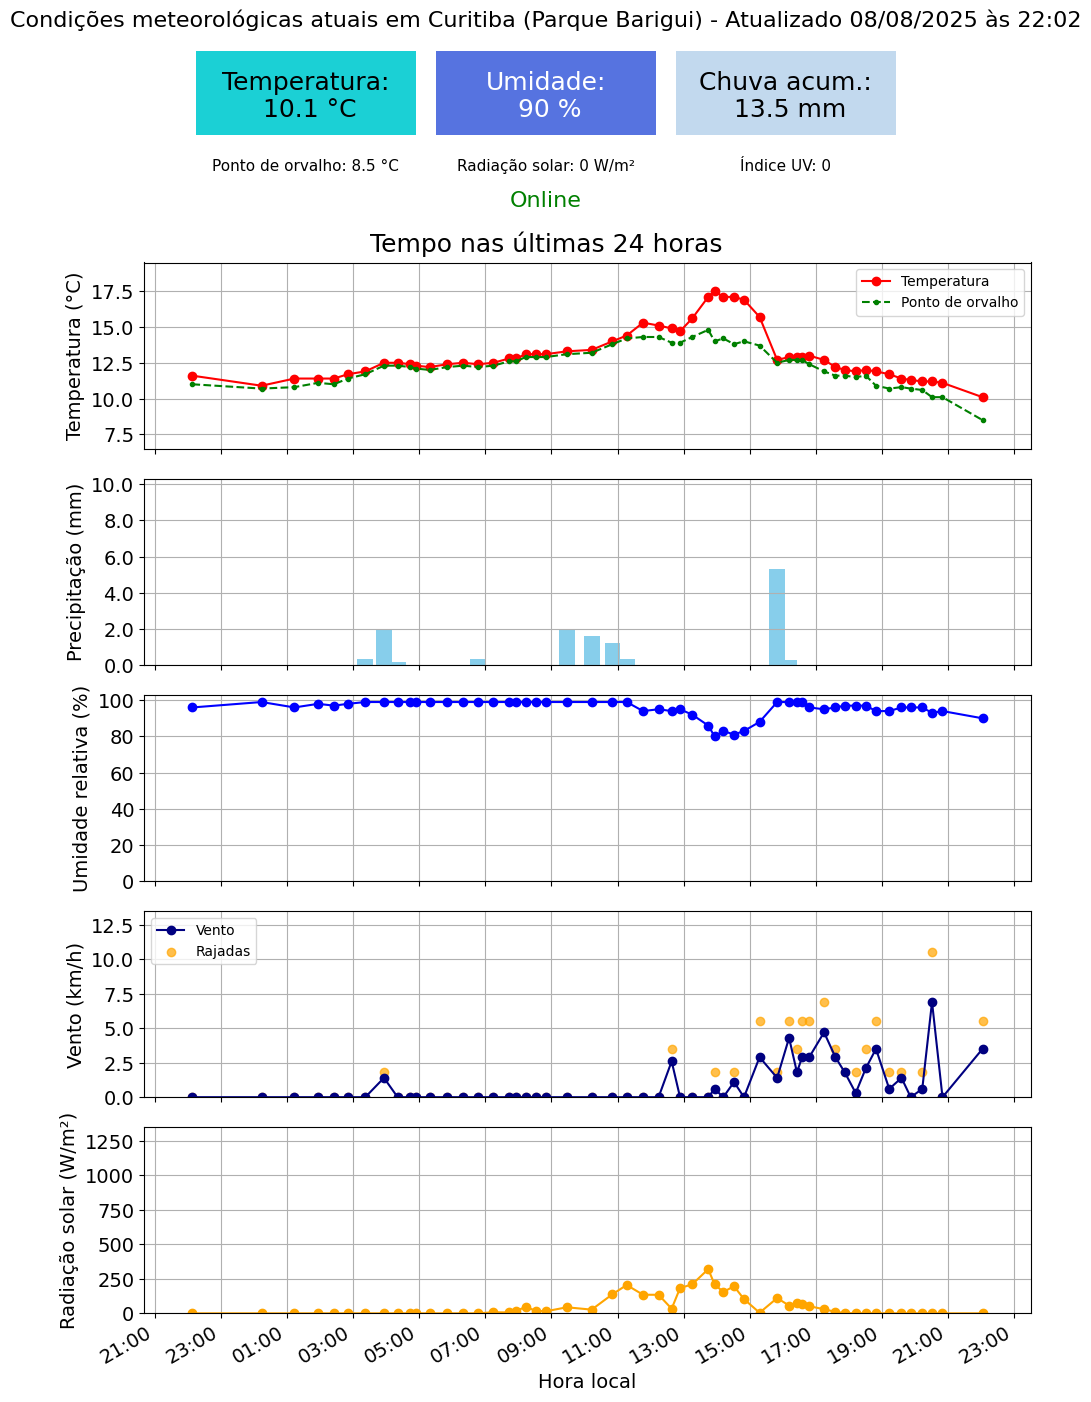 Condições meteorológicas atuais em Curitiba (Parque Barigui) - Atualizado 08/08/2025 às 22:02
Temperatura:
10.1 °C
Umidade:
90 %
Chuva acum.:
13.5 mm
Ponto de orvalho: 8.5 °C
Radiação solar: 0 W/m²
Índice UV: 0
Online
Tempo nas últimas 24 horas
Temperatura (°C)
17.5
15.0
12.5
10.0
7.5
Temperatura
Ponto de orvalho
Precipitação (mm)
10.0
8.0
6.0
4.0
2.0
0.0
Umidade relativa (%)
100
80
60
40
20
0
Vento (km/h)
12.5
10.0
7.5
5.0
2.5
0.0
Vento
Rajadas
Radiação solar (W/m²)
1250
1000
750
500
250
0
21:00
23:00
01:00
03:00
05:00
07:00
09:00
11:00
13:00
15:00
17:00
19:00
21:00
23:00
Hora local